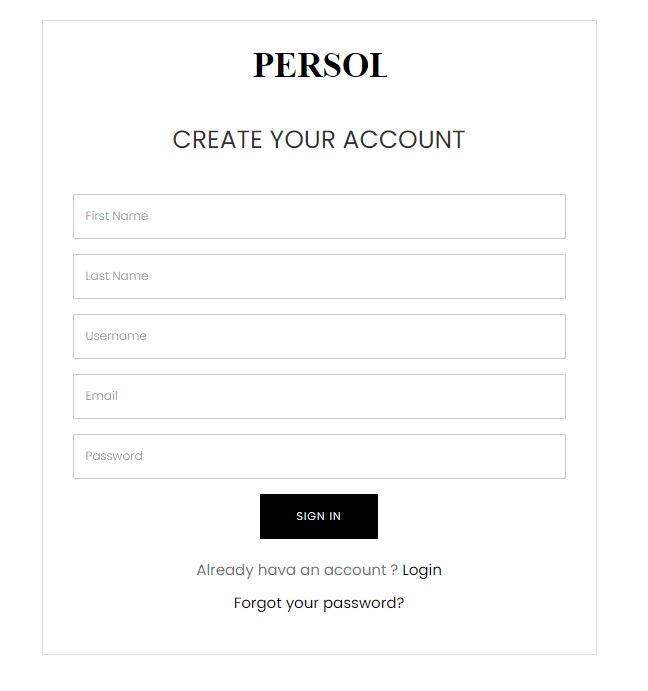 PERSOL
CREATE YOUR ACCOUNT
First Name
Last Name
Username
Email
Password
SIGN IN
Already hava an account ? Login
Forgot your password?